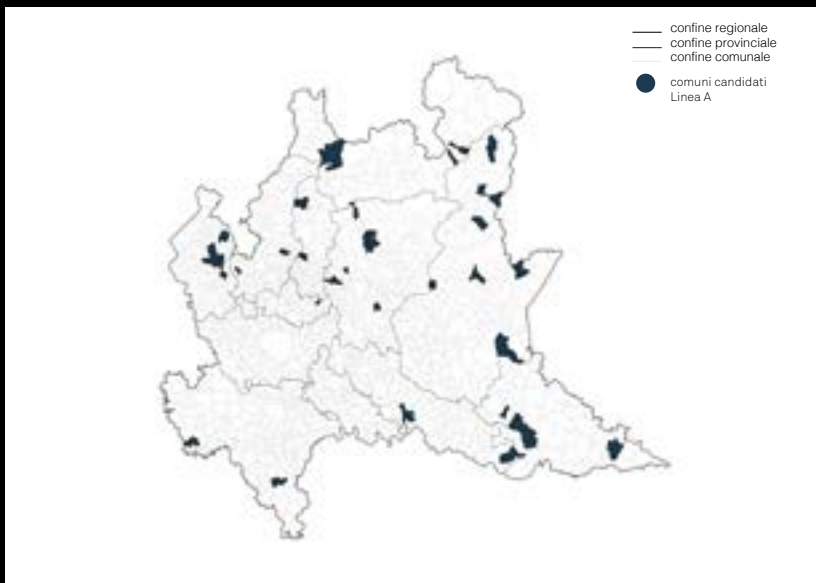 confine regionale
confine provinciale
confine comunale
comuni candidati
Linea A